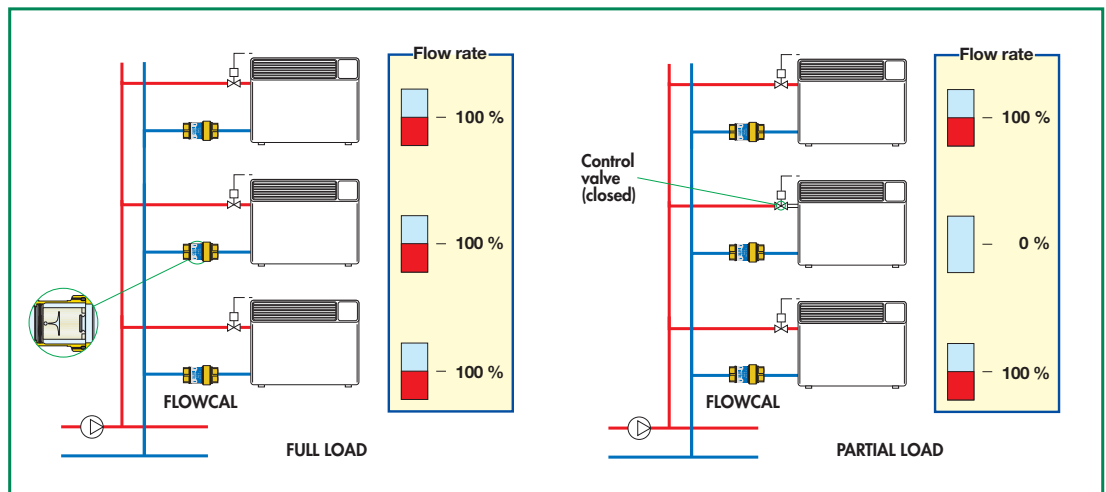 Flow rate
100 %
100 %
100 %
FLOWCAL
FULL LOAD
Flow rate
100 %
Control
valve
(closed)
0 %
100 %
FLOWCAL
PARTIAL LOAD